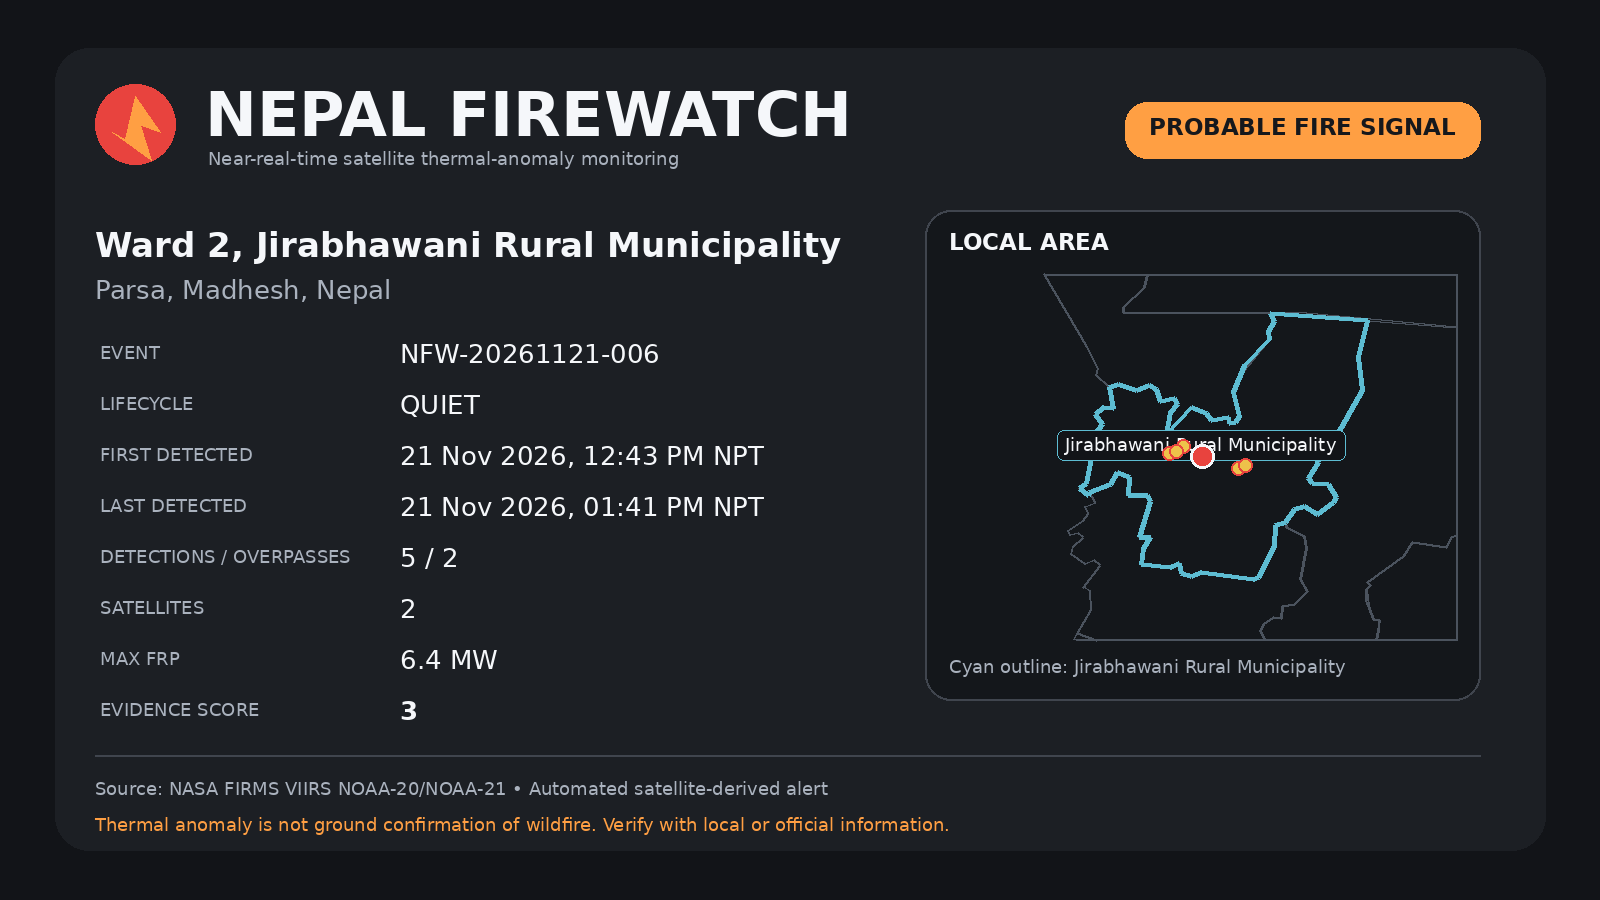 NEPAL FIREWATCH
Near-real-time satellite thermal-anomaly monitoring
PROBABLE FIRE SIGNAL
Ward 2, Jirabhawani Rural Municipality
Parsa, Madhesh, Nepal
EVENT NFW-20261121-006
LIFECYCLE QUIET
FIRST DETECTED 21 Nov 2026, 12:43 PM NPT
LAST DETECTED 21 Nov 2026, 01:41 PM NPT
DETECTIONS / OVERPASSES 5 / 2
SATELLITES 2
MAX FRP 6.4 MW
EVIDENCE SCORE 3
LOCAL AREA
Jirabhawani Rural Municipality
Cyan outline: Jirabhawani Rural Municipality
Source: NASA FIRMS VIIRS NOAA-20/NOAA-21 • Automated satellite-derived alert
Thermal anomaly is not ground confirmation of wildfire. Verify with local or official information.